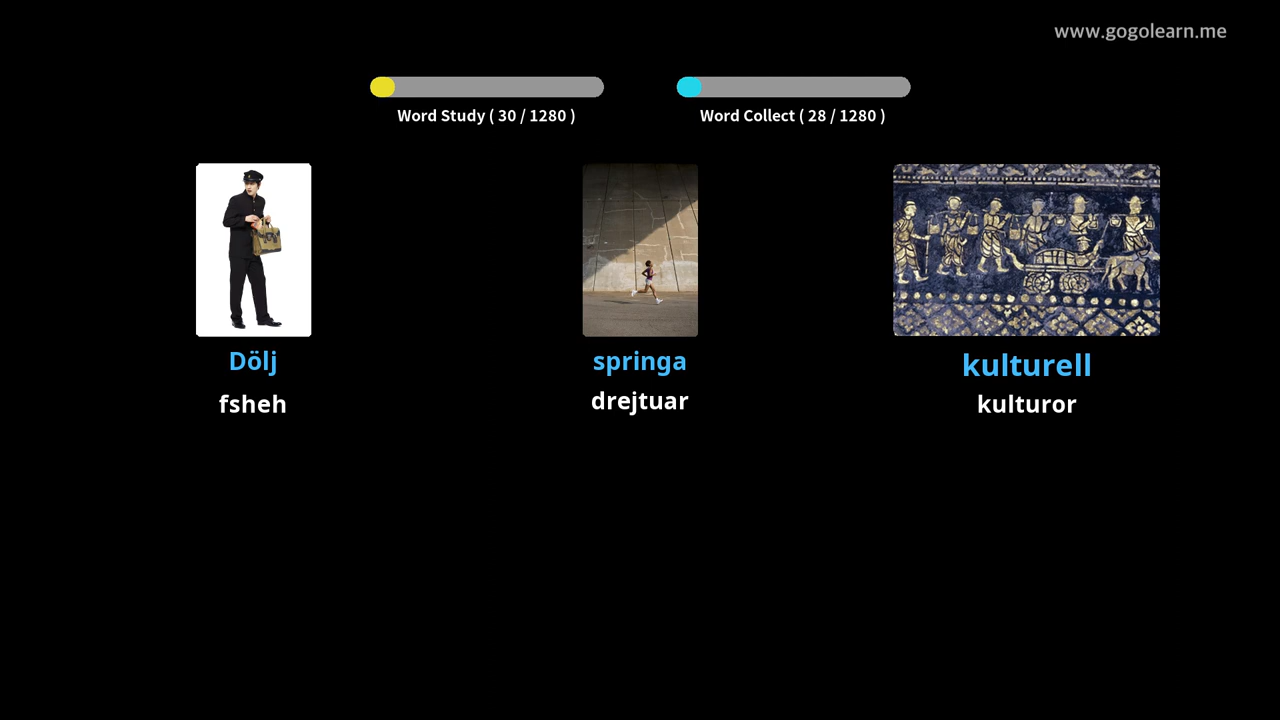 www.gogolearn.me
Word Study ( 30 / 1280 )
Word Collect ( 28 / 1280 )
Dölj
fsheh
springa
drejtuar
kulturell
kulturor